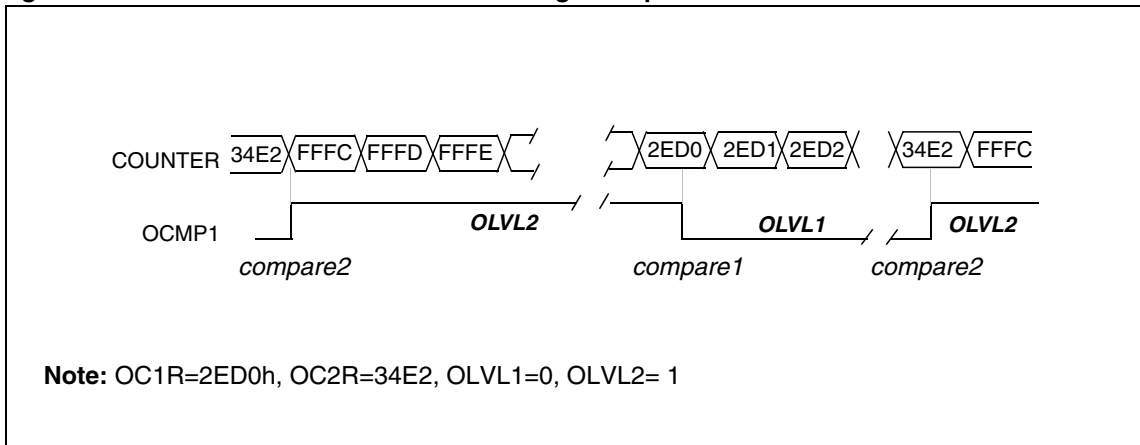 COUNTER 34E2 FFFC FFFD FFFE 2ED0 2ED1 2ED2 34E2 FFFC
OCMP1 OLVL2 OLVL1 OLVL2
compare2 compare1 compare2
Note: OC1R=2ED0h, OC2R=34E2, OLVL1=0, OLVL2= 1